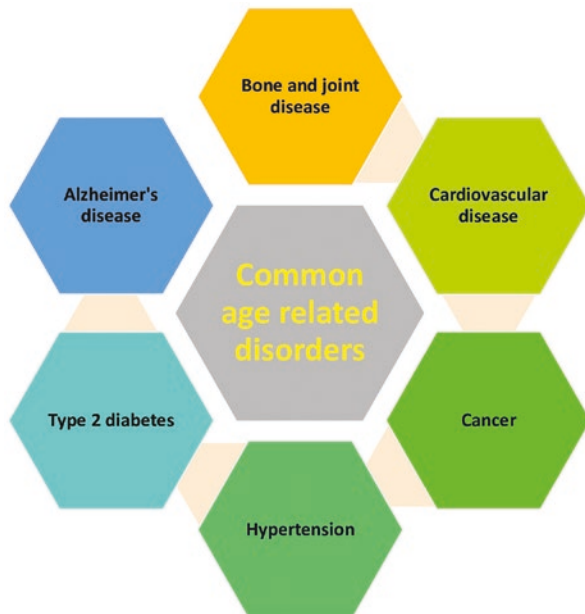 Bone and joint
disease
Alzheimer's
disease
Cardiovascular
disease
Common
age related
disorders
Type 2 diabetes
Cancer
Hypertension